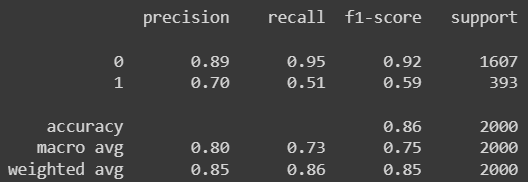 precision recall f1-score support
0 0.89 0.95 0.92 1607
1 0.70 0.51 0.59 393
accuracy 0.86 2000
macro avg 0.80 0.73 0.75 2000
weighted avg 0.85 0.86 0.85 2000